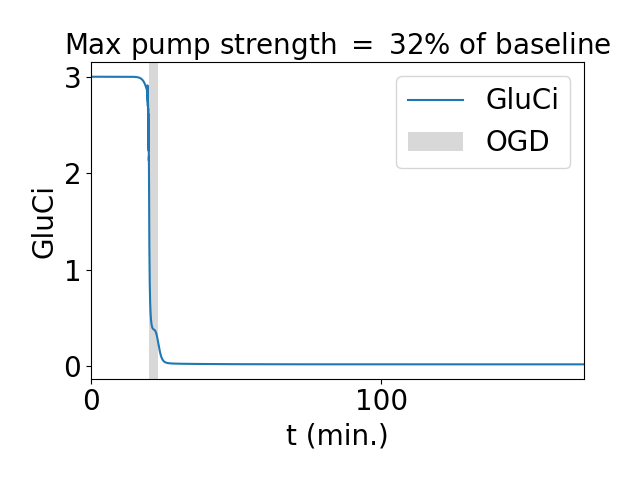 Max pump strength = 32% of baseline
3
2
1
0
GluCi
GluCi
OGD
0
100
t (min.)